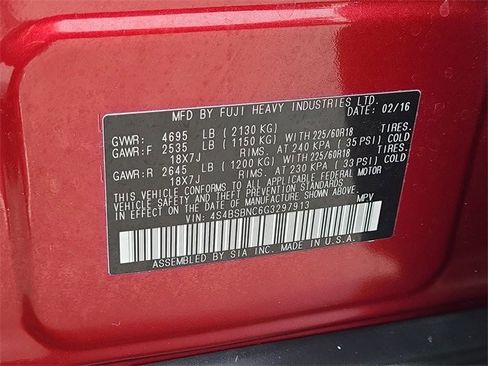 MFD BY FUJI HEAVY INDUSTRIES LTD.
DATE: 02/16
GVWR: 4695 LB (2130 KG)
GAWR: F 2535 LB (1150 KG) WITH 225/60R18 TIRES.
18X7J RIMS. AT 240 KPA (35 PSI) COLD
GAWR: R 2645 LB (1200 KG) WITH 225/60R18 TIRES.
18X7J RIMS. AT 230 KPA (33 PSI) COLD
THIS VEHICLE CONFORMS TO ALL APPLICABLE FEDERAL MOTOR
VEHICLE SAFETY AND THEFT PREVENTION STANDARDS
IN EFFECT ON THE DATE OF MANUFACTURE SHOWN ABOVE.
VIN: 4S4BSBNC6G3297913 MPV
ASSEMBLED BY SIA INC. MADE IN U.S.A.